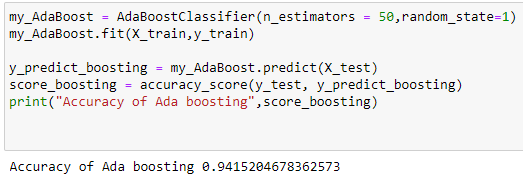 my_AdaBoost = AdaBoostClassifier(n_estimators = 50,random_state=1)
my_AdaBoost.fit(X_train,y_train)
y_predict_boosting = my_AdaBoost.predict(X_test)
score_boosting = accuracy_score(y_test, y_predict_boosting)
print("Accuracy of Ada boosting",score_boosting)
Accuracy of Ada boosting 0.9415204678362573